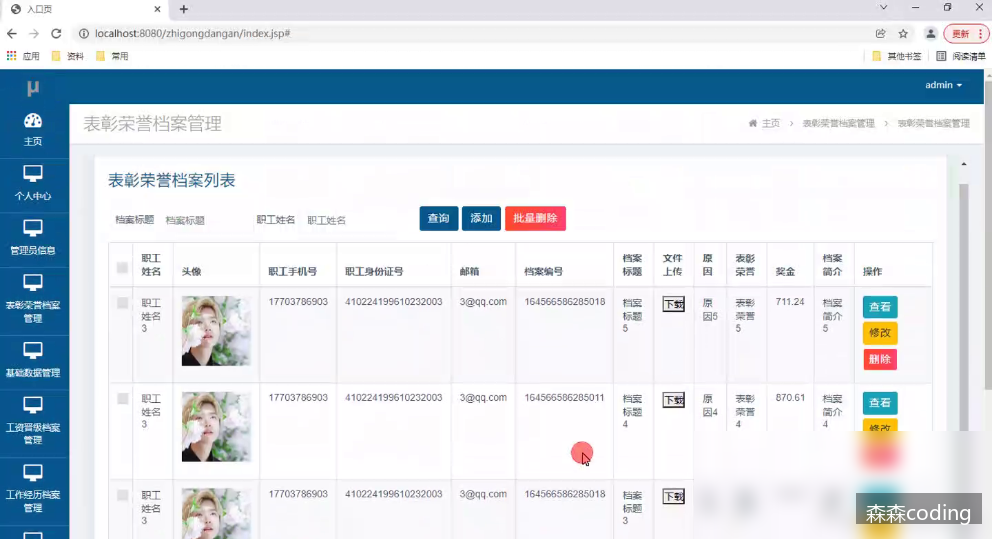 入口页
localhost:8080/zhigongdangan/index.jsp#
更新
应用 资料 常用 其他书签 阅读清单
μ admin
主页
个人中心
管理员信息
表彰荣誉档案
管理
基础数据管理
工资晋级档案
管理
工作经历档案
管理
表彰荣誉档案管理
主页 > 表彰荣誉档案管理 > 表彰荣誉档案管理
表彰荣誉档案列表
档案标题 档案标题 职工姓名 职工姓名 查询 添加 批量删除
职工
姓名
头像
职工手机号
职工身份证号
邮箱
档案编号
档案
标题
文件
上传
原
因
表彰
荣誉
奖金
档案
简介
操作
职工
姓名
3
17703786903
410224199610232003
3@qq.com
164566586285018
档案
标题
5
下载
原
因5
表彰
荣誉
5
711.24
档案
简介
5
查看
修改
删除
职工
姓名
3
17703786903
410224199610232003
3@qq.com
164566586285011
档案
标题
4
下载
原
因4
表彰
荣誉
4
870.61
档案
简介
4
查看
修改
职工
姓名
3
17703786903
410224199610232003
3@qq.com
164566586285018
档案
标题
3
下载
森森coding